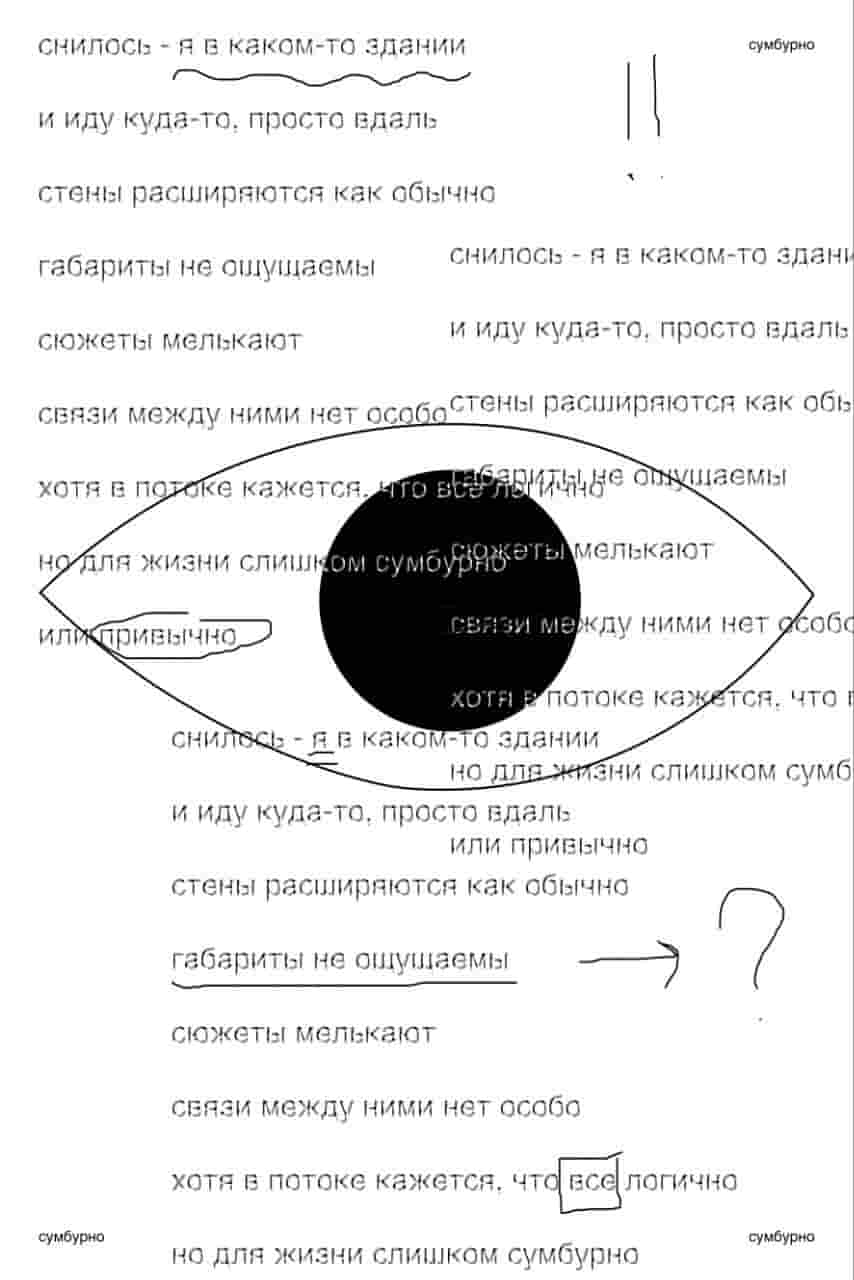 снилось - я в каком-то здании
сумбурно
и иду куда-то, просто вдаль
!!
стены расширяются как обычно
габариты не ощущаемы
сюжеты мелькают
связи между ними нет особо
хотя в потоке кажется, что все логично
но для жизни слишком сумбурно
или привычно
снилось - я в каком-то здани
и иду куда-то, просто вдаль
стены расширяются как обы
габариты не ощущаемы
сюжеты мелькают
связи между ними нет особо
хотя в потоке кажется, что в
но для жизни слишком сумб
или привычно
снилось - я в каком-то здании
и иду куда-то, просто вдаль
стены расширяются как обычно
габариты не ощущаемы → ?
сюжеты мелькают
связи между ними нет особо
хотя в потоке кажется, что все логично
но для жизни слишком сумбурно
сумбурно
сумбурно